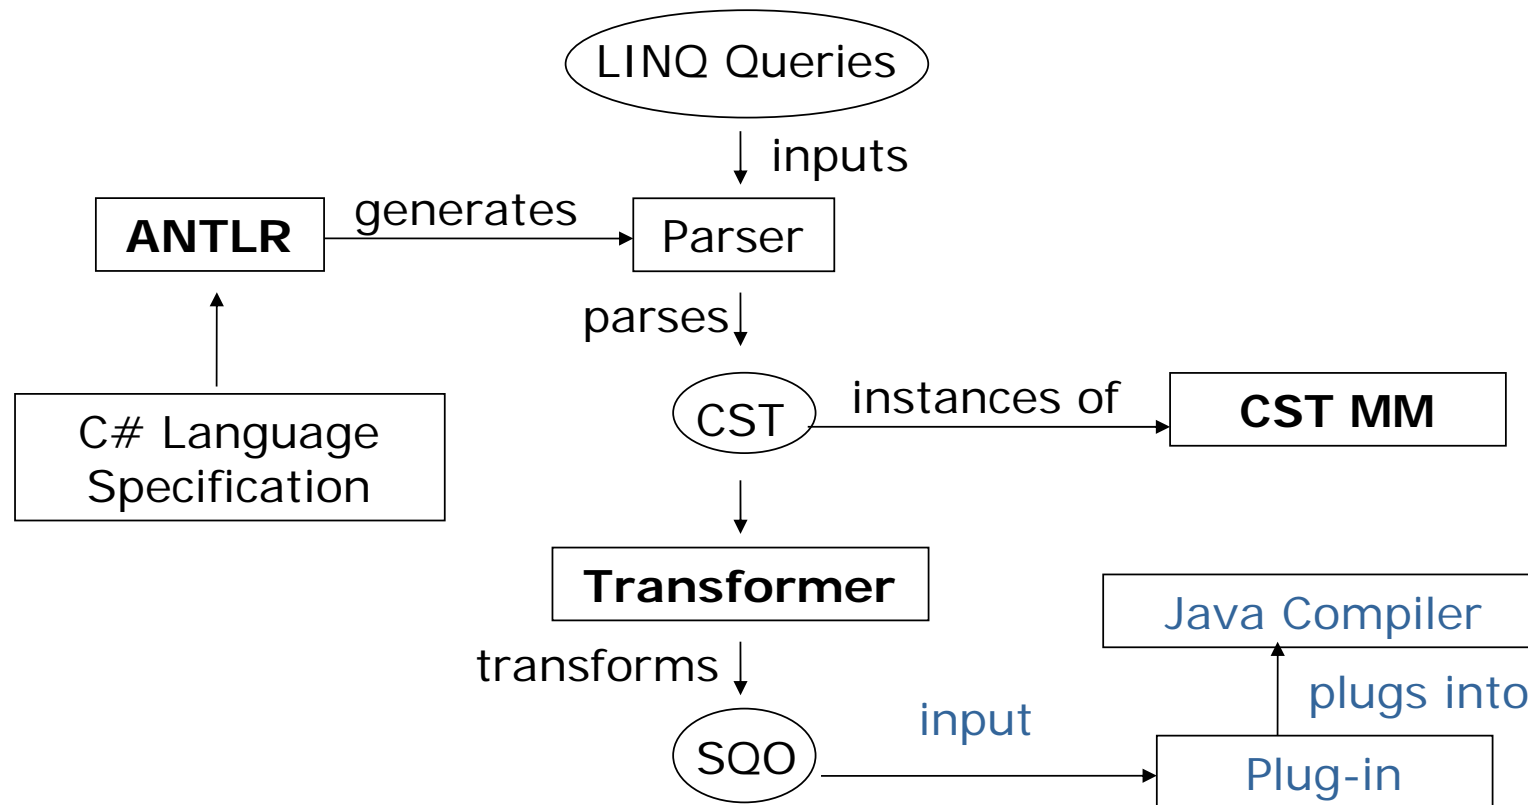 LINQ Queries
inputs
ANTLR
generates
Parser
parses
C# Language
Specification
CST
instances of
CST MM
Transformer
transforms
Java Compiler
plugs into
SQO
input
Plug-in